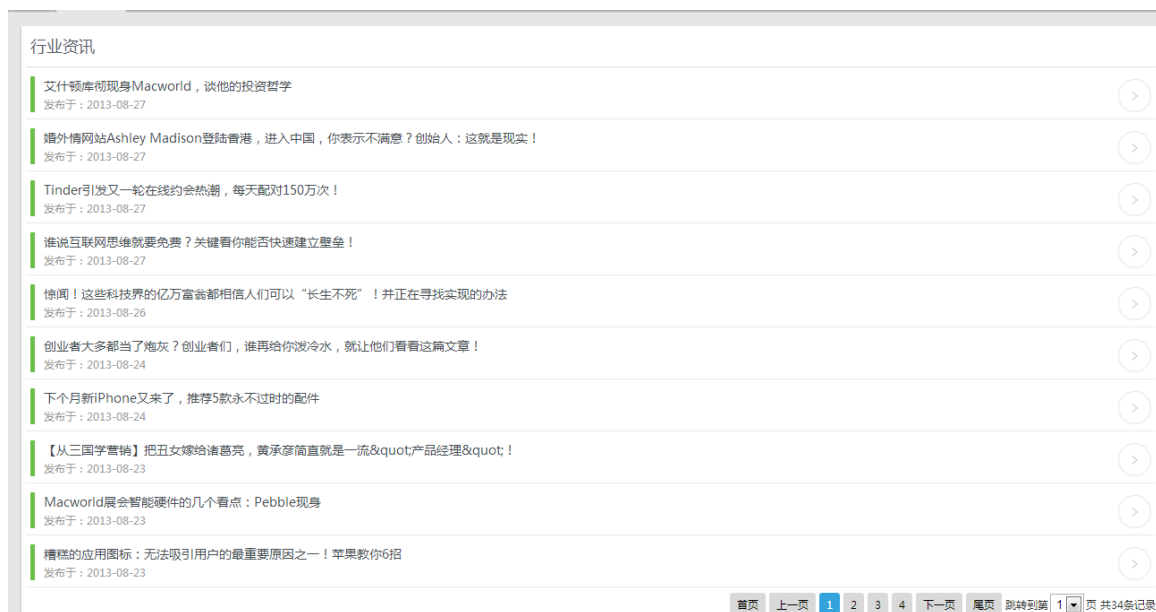 行业资讯
艾什顿库彻现身Macworld，谈他的投资哲学
发布于：2013-08-27
婚外情网站Ashley Madison登陆香港，进入中国，你表示不满意？创始人：这就是现实！
发布于：2013-08-27
Tinder引发又一轮在线约会热潮，每天配对150万次！
发布于：2013-08-27
谁说互联网思维就要免费？关键看你能否快速建立壁垒！
发布于：2013-08-27
惊闻！这些科技界的亿万富翁都相信人们可以“长生不死”！并正在寻找实现的办法
发布于：2013-08-26
创业者大多都当了炮灰？创业者们，谁再给你泼冷水，就让他们看看这篇文章！
发布于：2013-08-24
下个月新iPhone又来了，推荐5款永不过时的配件
发布于：2013-08-24
【从三国学营销】把丑女嫁给诸葛亮，黄承彦简直就是一流&quot;产品经理&quot;！
发布于：2013-08-23
Macworld展会智能硬件的几个看点：Pebble现身
发布于：2013-08-23
糟糕的应用图标：无法吸引用户的最重要原因之一！苹果教你6招
发布于：2013-08-23
首页 上一页 1 2 3 4 下一页 尾页 跳转到第 1 页 共34条记录